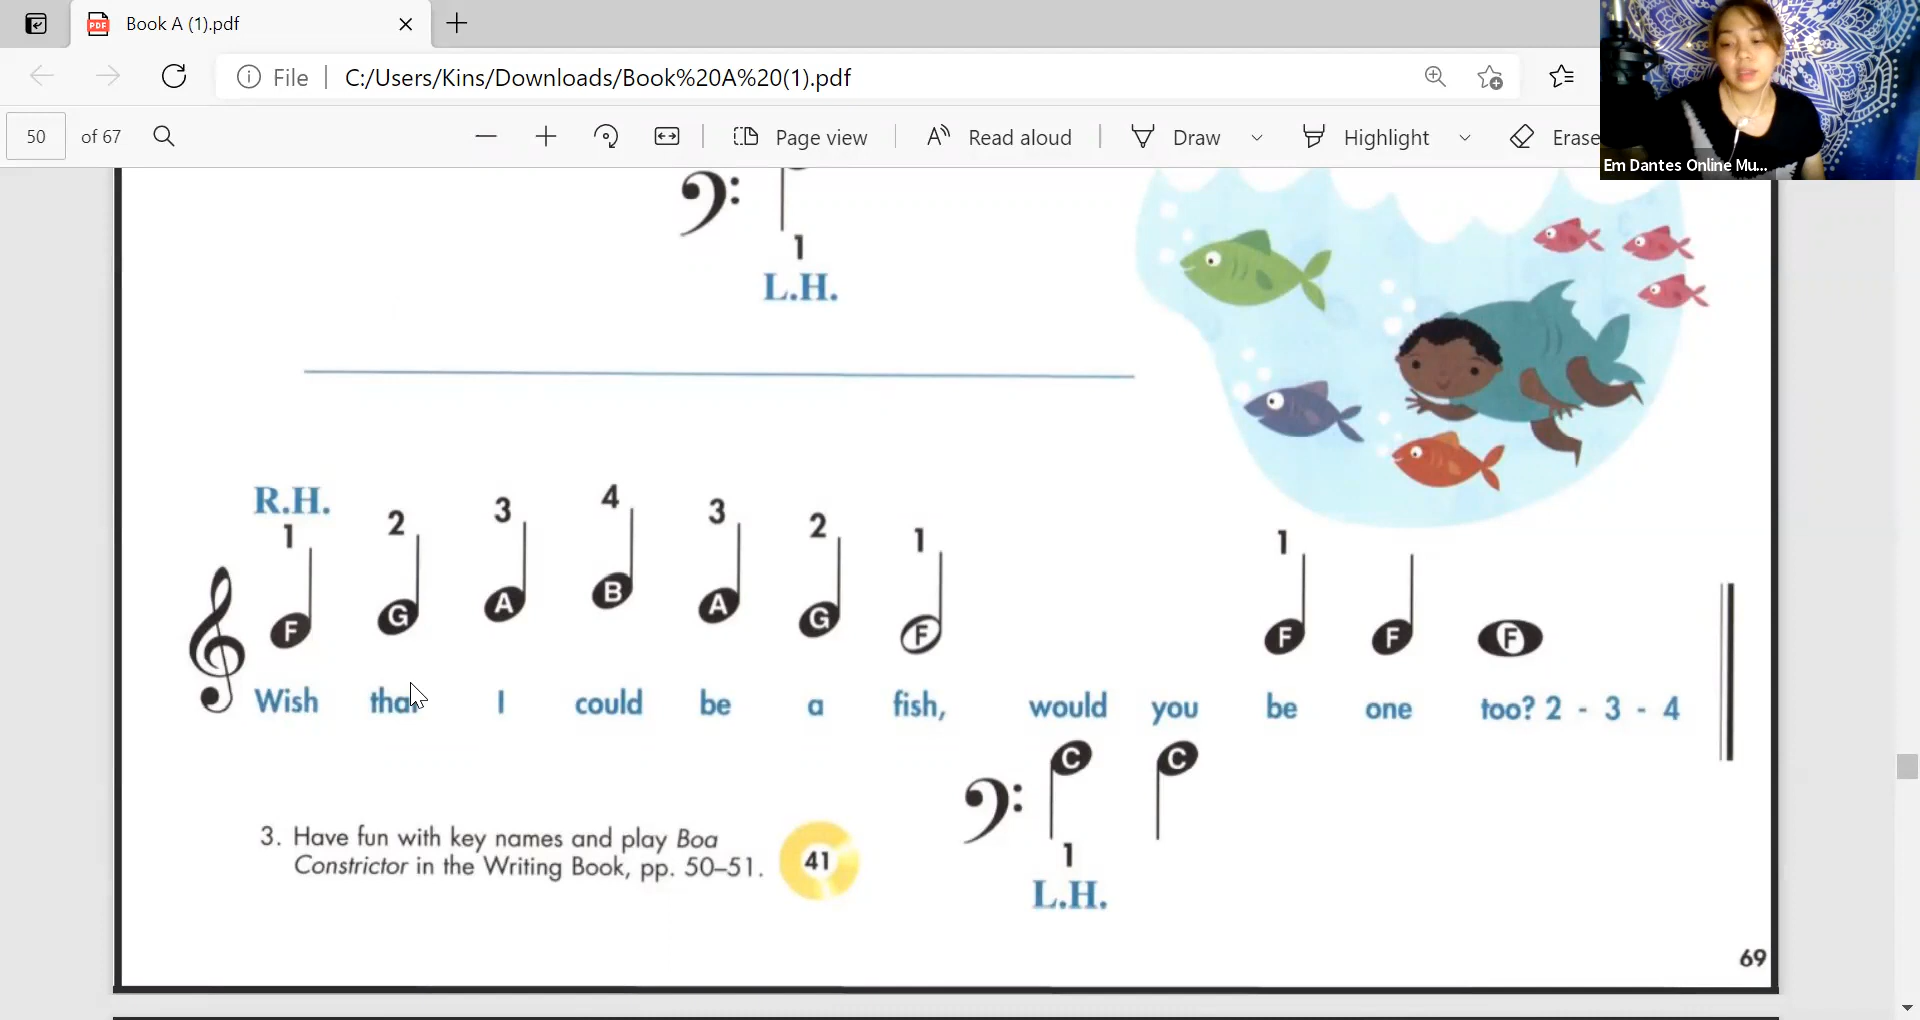 Book A (1).pdf
File | C:/Users/Kins/Downloads/Book%20A%20(1).pdf
50 of 67
Page view
Read aloud
Draw
Highlight
Erase
Em Dantes Online Mu...
1
L.H.
R.H.
1 2 3 4 3 2 1 1
F G A B A G F F F F
Wish that I could be a fish, would you be one too? 2 - 3 - 4
C C
1
L.H.
3. Have fun with key names and play Boa
Constrictor in the Writing Book, pp. 50–51.
41
69